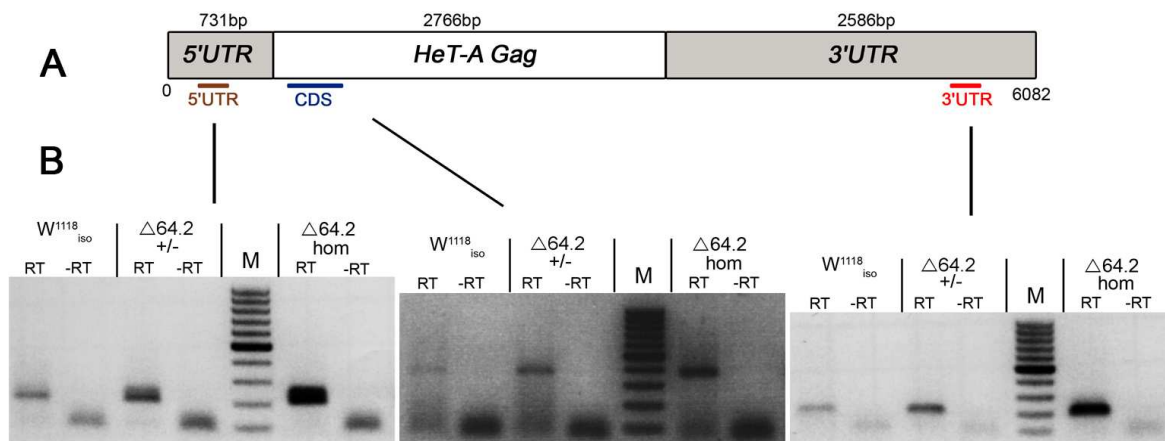 731bp 2766bp 2586bp
A 5'UTR HeT-A Gag 3'UTR
0 5'UTR CDS 3'UTR 6082
B
W¹¹¹⁸iso △64.2 +/- M △64.2 hom
RT -RT RT -RT RT -RT
W¹¹¹⁸iso △64.2 +/- M △64.2 hom
RT -RT RT -RT RT -RT
W¹¹¹⁸iso △64.2 +/- M △64.2 hom
RT -RT RT -RT RT -RT